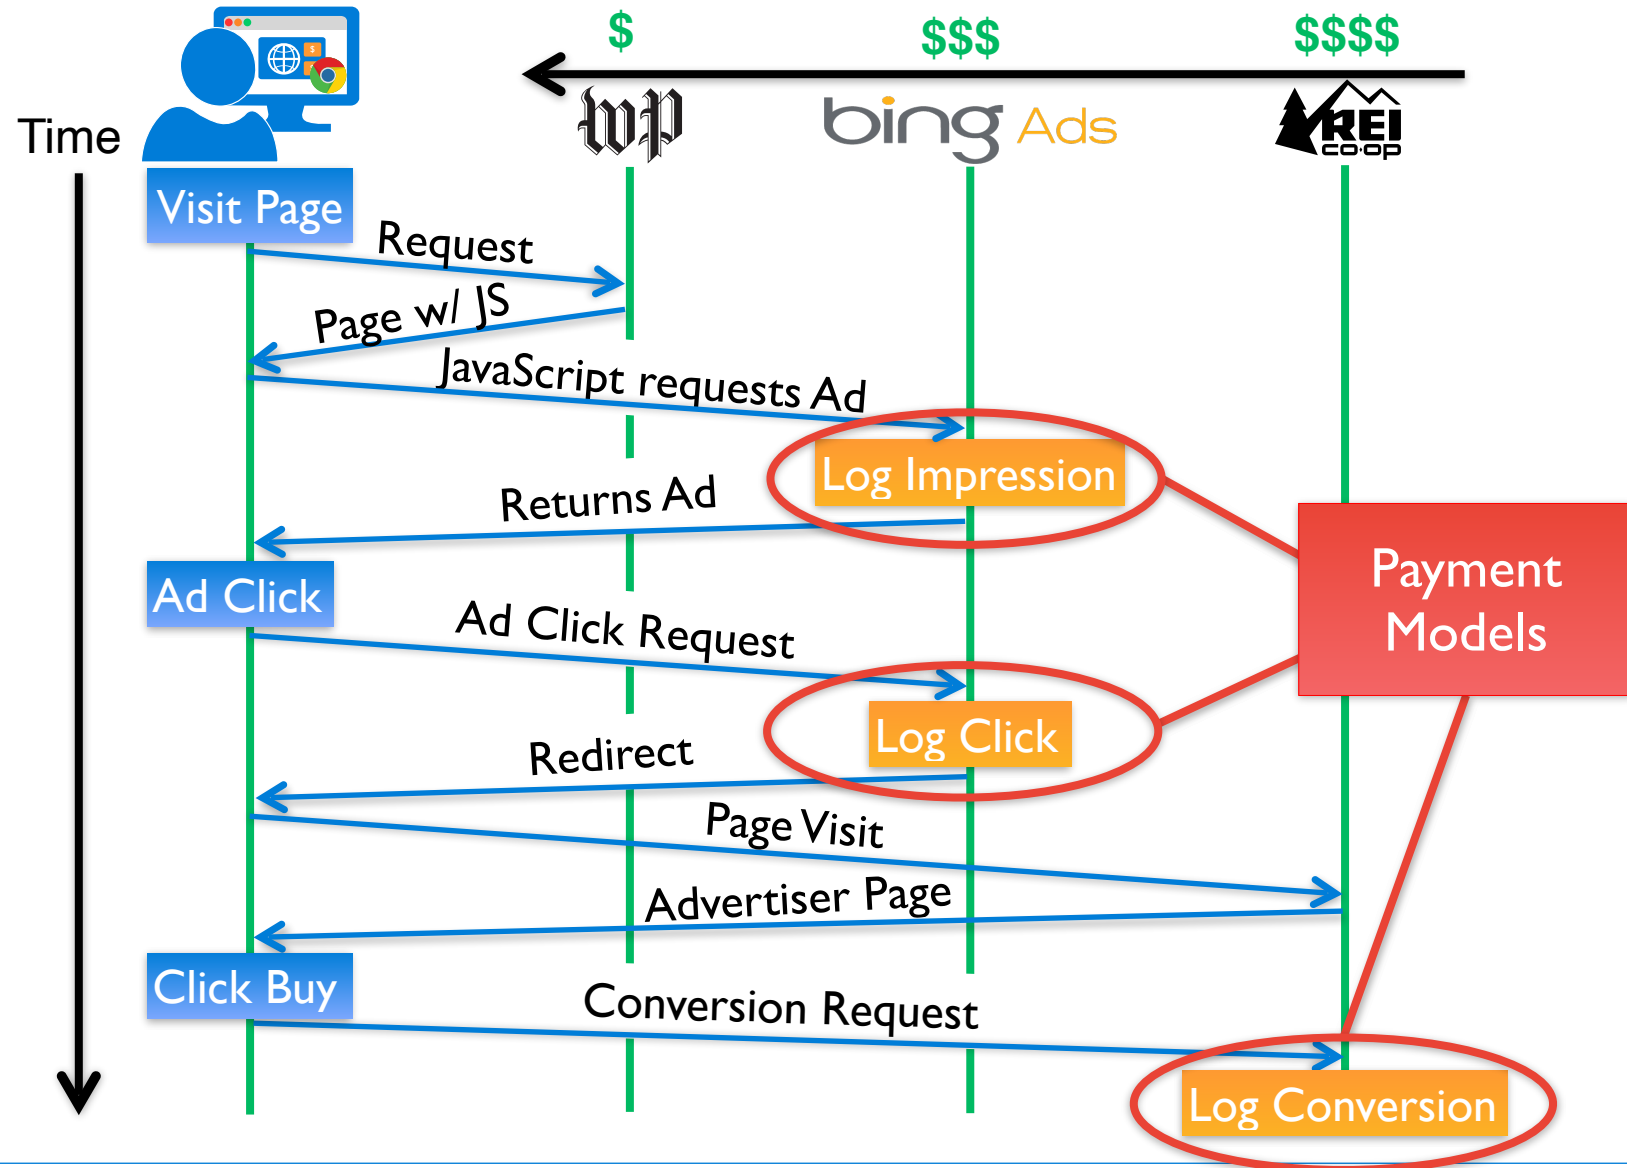 $
$$$
$$$$
Time
wp
bing Ads
REI
CO·OP
Visit Page
Request
Page w/ JS
JavaScript requests Ad
Log Impression
Returns Ad
Payment
Models
Ad Click
Ad Click Request
Log Click
Redirect
Page Visit
Advertiser Page
Click Buy
Conversion Request
Log Conversion